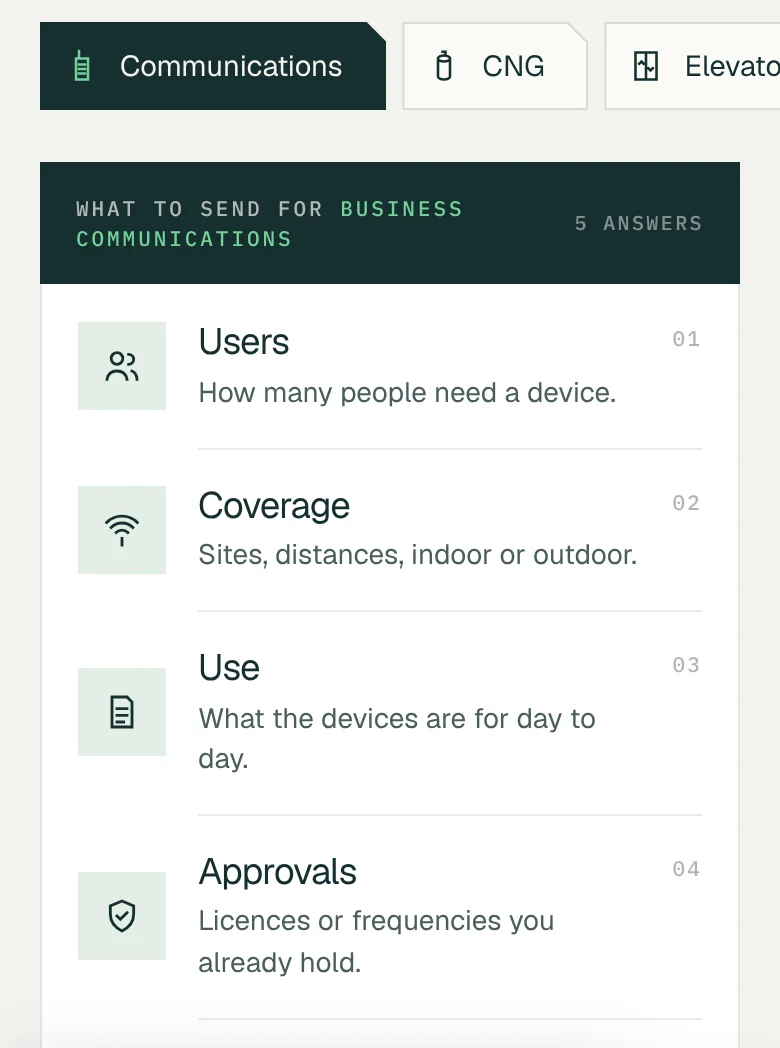 Communications
CNG
Elevato
WHAT TO SEND FOR BUSINESS
COMMUNICATIONS
5 ANSWERS
Users
01
How many people need a device.
Coverage
02
Sites, distances, indoor or outdoor.
Use
03
What the devices are for day to
day.
Approvals
04
Licences or frequencies you
already hold.